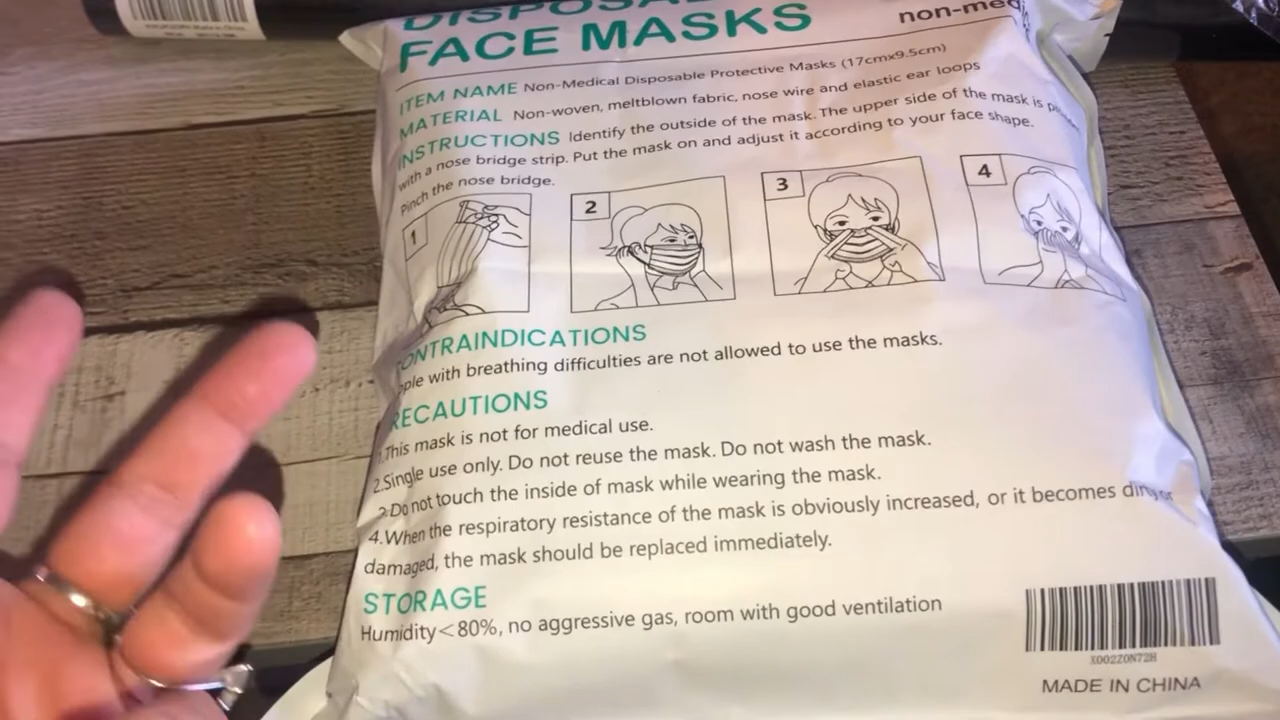 FACE MASKS
ITEM NAME Non-Medical Disposable Protective Masks (17cmx9.5cm)
MATERIAL Non-woven, meltblown fabric, nose wire and elastic ear loops
INSTRUCTIONS Identify the outside of the mask. The upper side of the mask is
with a nose bridge strip. Put the mask on and adjust it according to your face shape.
Pinch the nose bridge.
1
2
3
4
ONTRAINDICATIONS
ple with breathing difficulties are not allowed to use the masks.
RECAUTIONS
1.This mask is not for medical use.
2.Single use only. Do not reuse the mask. Do not wash the mask.
3.Do not touch the inside of mask while wearing the mask.
4.When the respiratory resistance of the mask is obviously increased, or it becomes dirty or
damaged, the mask should be replaced immediately.
STORAGE
Humidity<80%, no aggressive gas, room with good ventilation
X002Z0N72H
MADE IN CHINA